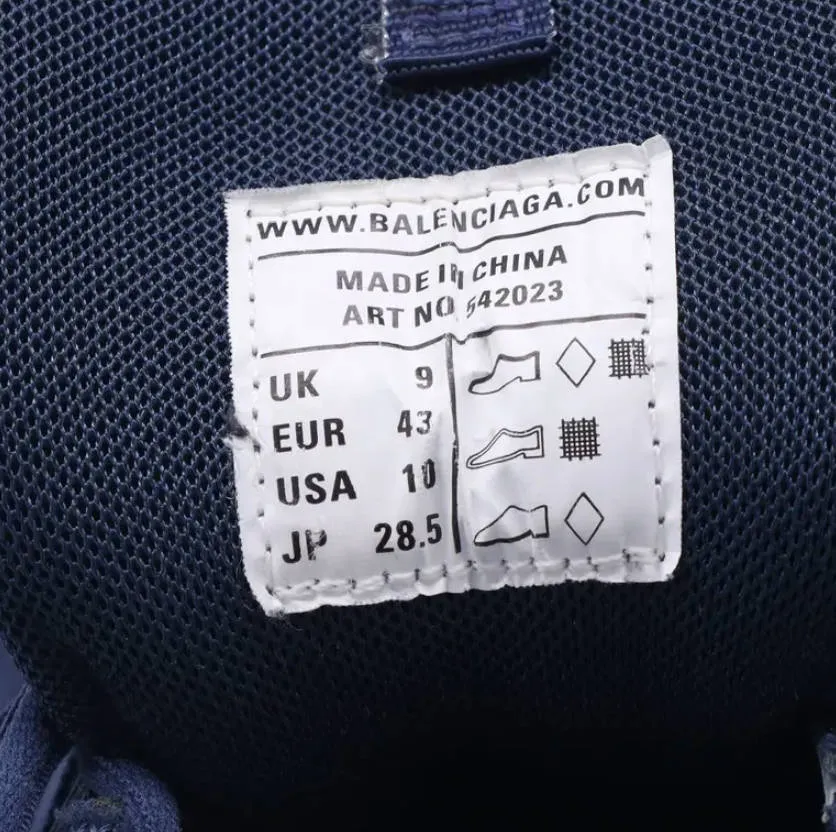 WWW.BALENCIAGA.COM
MADE IN CHINA
ART NO 542023
UK 9
EUR 43
USA 10
JP 28.5